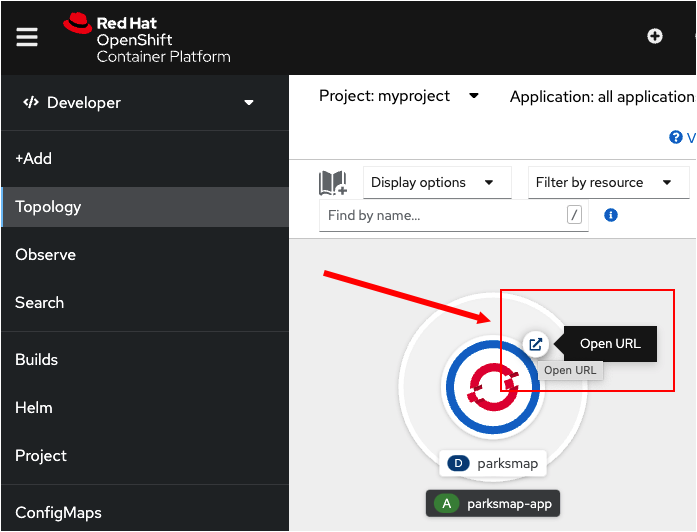 Red Hat
OpenShift
Container Platform
</> Developer
Project: myproject
Application: all application
+Add
Topology
Observe
Search
Builds
Helm
Project
ConfigMaps
V
Display options
Filter by resource
Find by name...
/
Open URL
Open URL
D parksmap
A parksmap-app